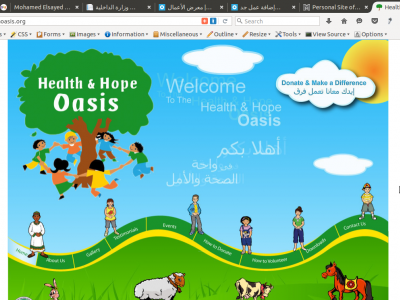 Mohamed Elsayed ...
وزارة الداخلية ...
معرض الأعمال | ...
إضافة عمل جد...
Personal Site of ...
Health
oasis.org
Search
CSS
Forms
Images
Information
Miscellaneous
Outline
Resize
Tools
View Source
Options
Health & Hope
Oasis
Welcome
To The
Health & Hope
Oasis
أهلا بكم
في
واحة
الصحة والأمل
Donate & Make a Difference
إيدك معانا نعمل فرق
Home
About Us
Gallery
Testimonials
Events
How to Donate
How to Volunteer
Downloads
Contact Us